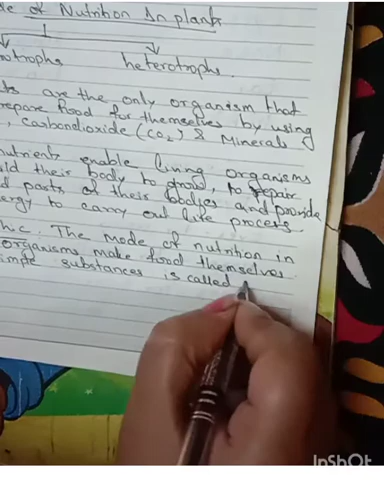 of Nutrition In plants
heterotrophs.
are the only organism that
food for themselves by using
Carbondioxide (CO2) & Minerals
enable living organisms
their body to grow, to repair
parts of their bodies and provide
to carry out life process.
The mode of nutrition in
organisms make food themselves
substances is called
InShOt